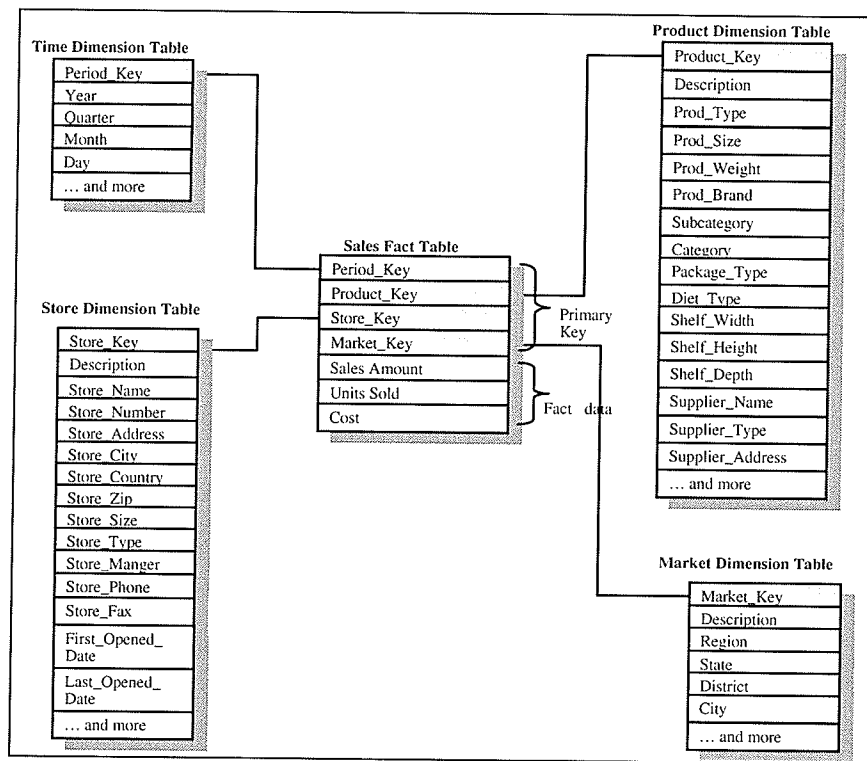 Time Dimension Table
Period_Key
Year
Quarter
Month
Day
... and more
Store Dimension Table
Store_Key
Description
Store_Name
Store_Number
Store_Address
Store_City
Store_Country
Store_Zip
Store_Size
Store_Type
Store_Manger
Store_Phone
Store_Fax
First_Opened_
Date
Last_Opened_
Date
... and more
Sales Fact Table
Period_Key
Product_Key
Store_Key
Market_Key
Sales Amount
Units Sold
Cost
Primary
Key
Fact data
Product Dimension Table
Product_Key
Description
Prod_Type
Prod_Size
Prod_Weight
Prod_Brand
Subcategory
Category
Package_Type
Diet_Type
Shelf_Width
Shelf_Height
Shelf_Depth
Supplier_Name
Supplier_Type
Supplier_Address
... and more
Market Dimension Table
Market_Key
Description
Region
State
District
City
... and more